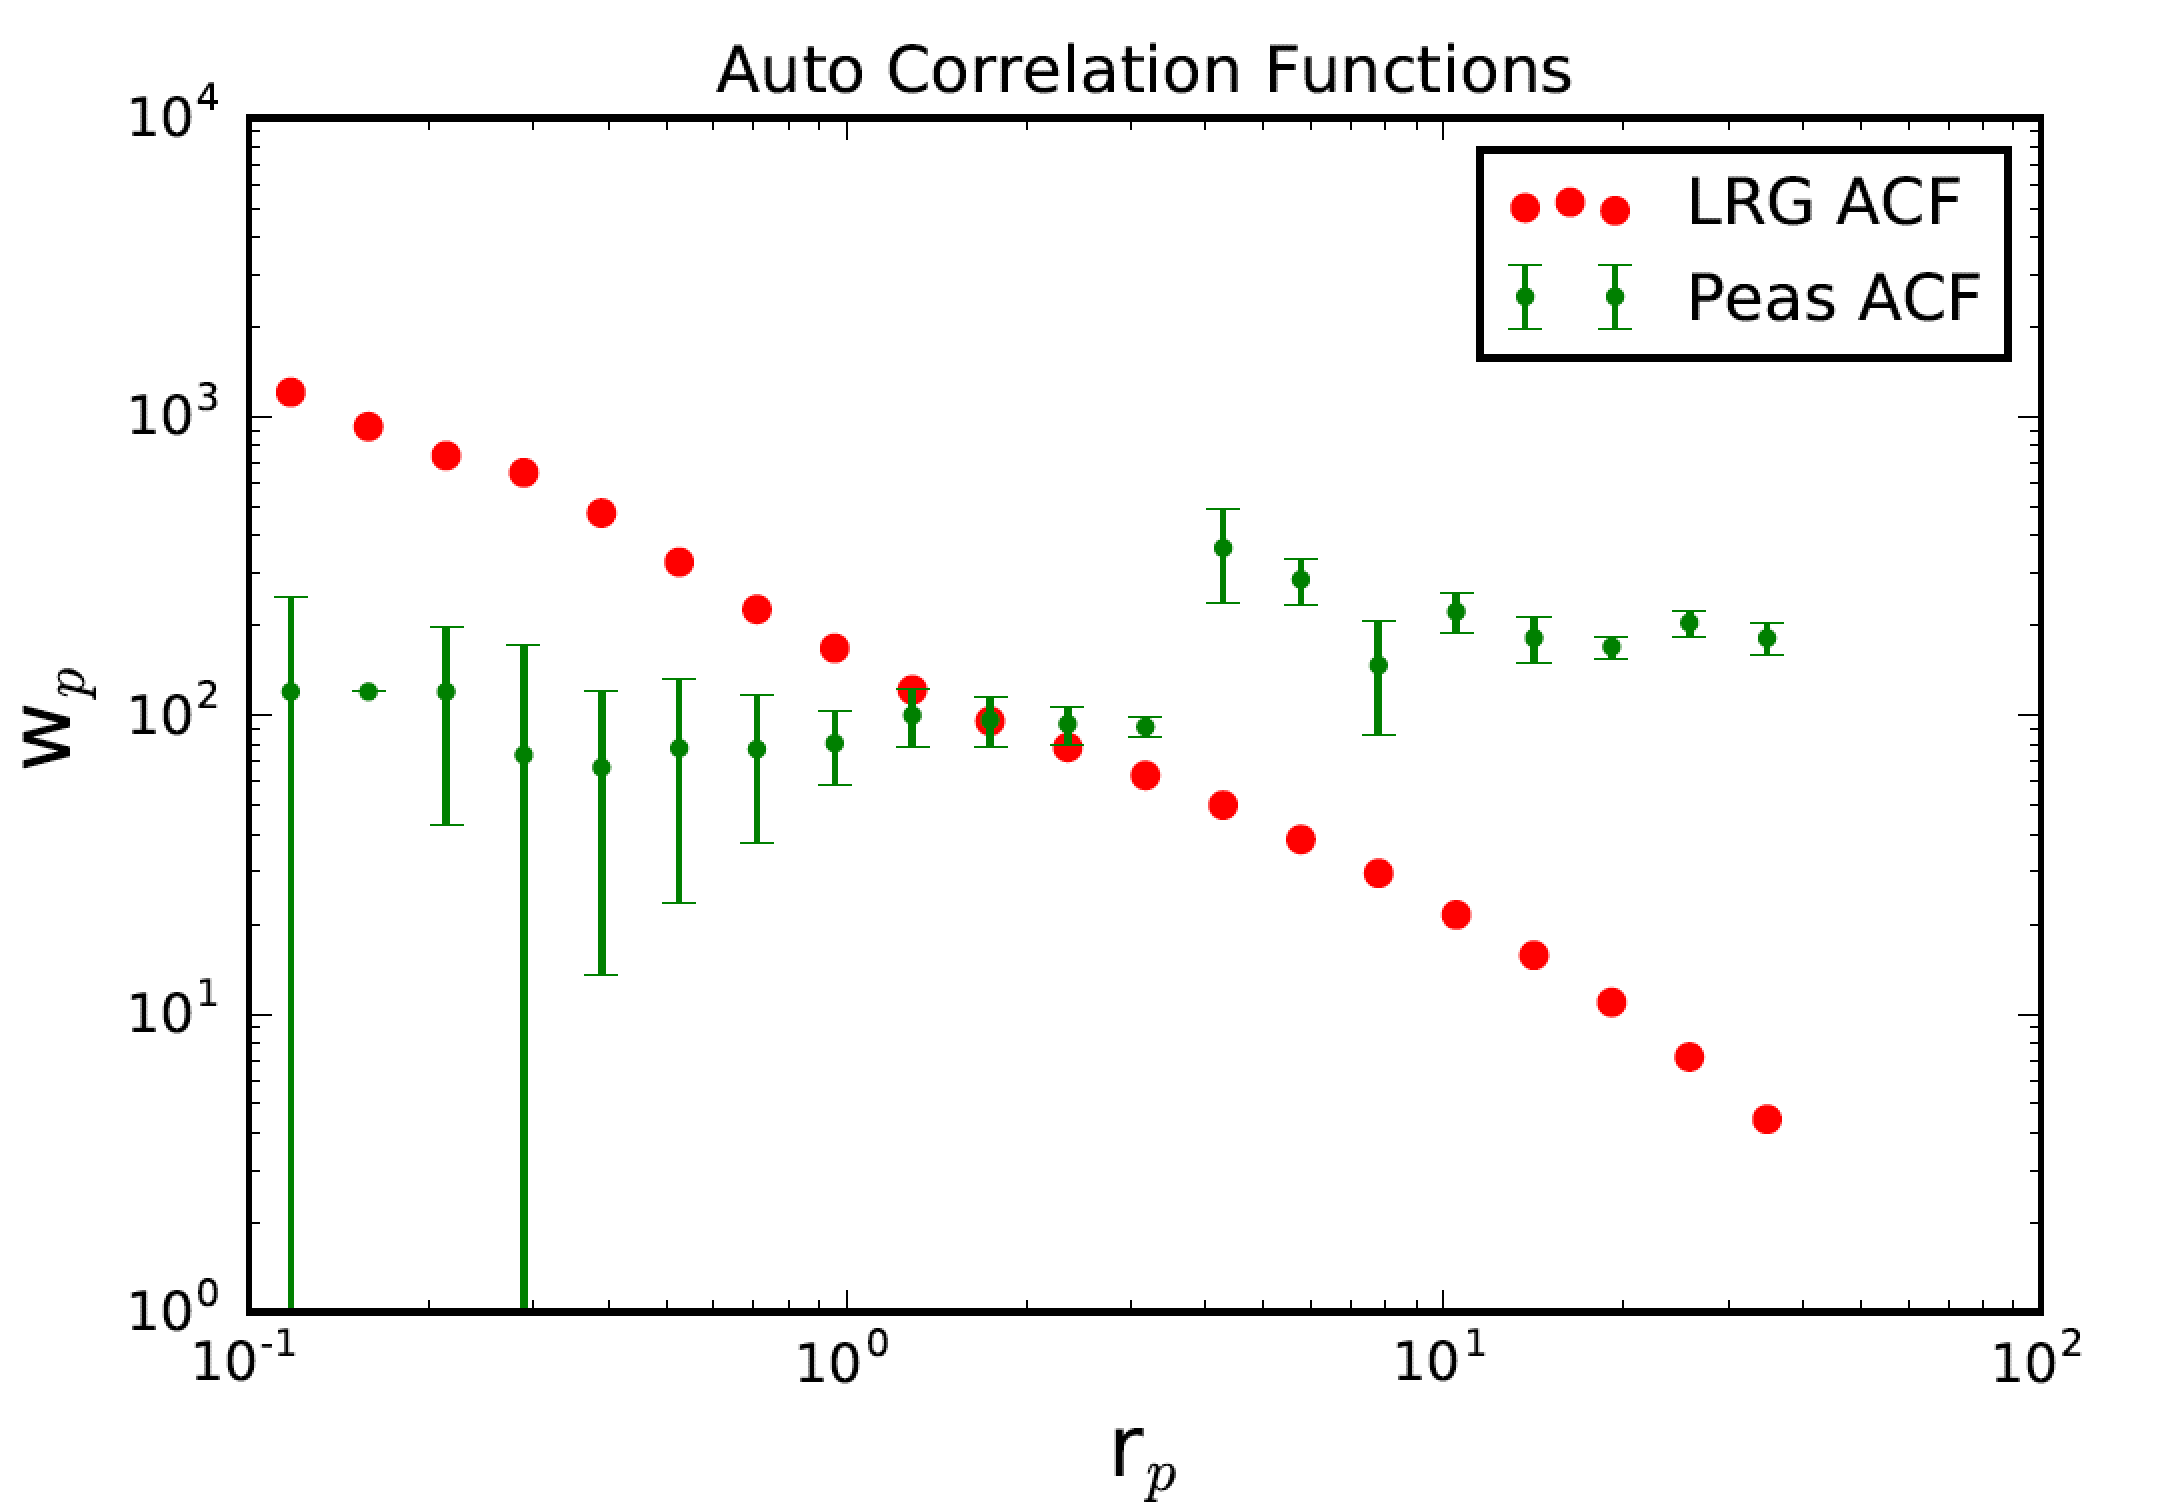 Auto Correlation Functions
10^4
10^3
10^2
10^1
10^0
w_p
LRG ACF
Peas ACF
10^-1 10^0 10^1 10^2
r_p